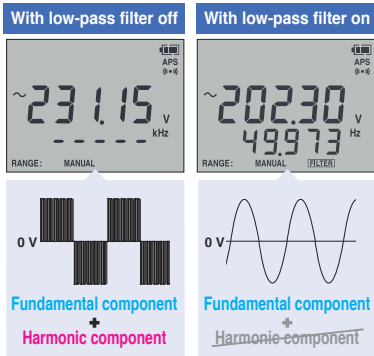 With low-pass filter off
APS
~231.15 V
----- kHz
RANGE: MANUAL
0 V
Fundamental component
+
Harmonic component
With low-pass filter on
APS
~202.30 V
49.973 Hz
RANGE: MANUAL FILTER
0 V
Fundamental component
+
Harmonic component